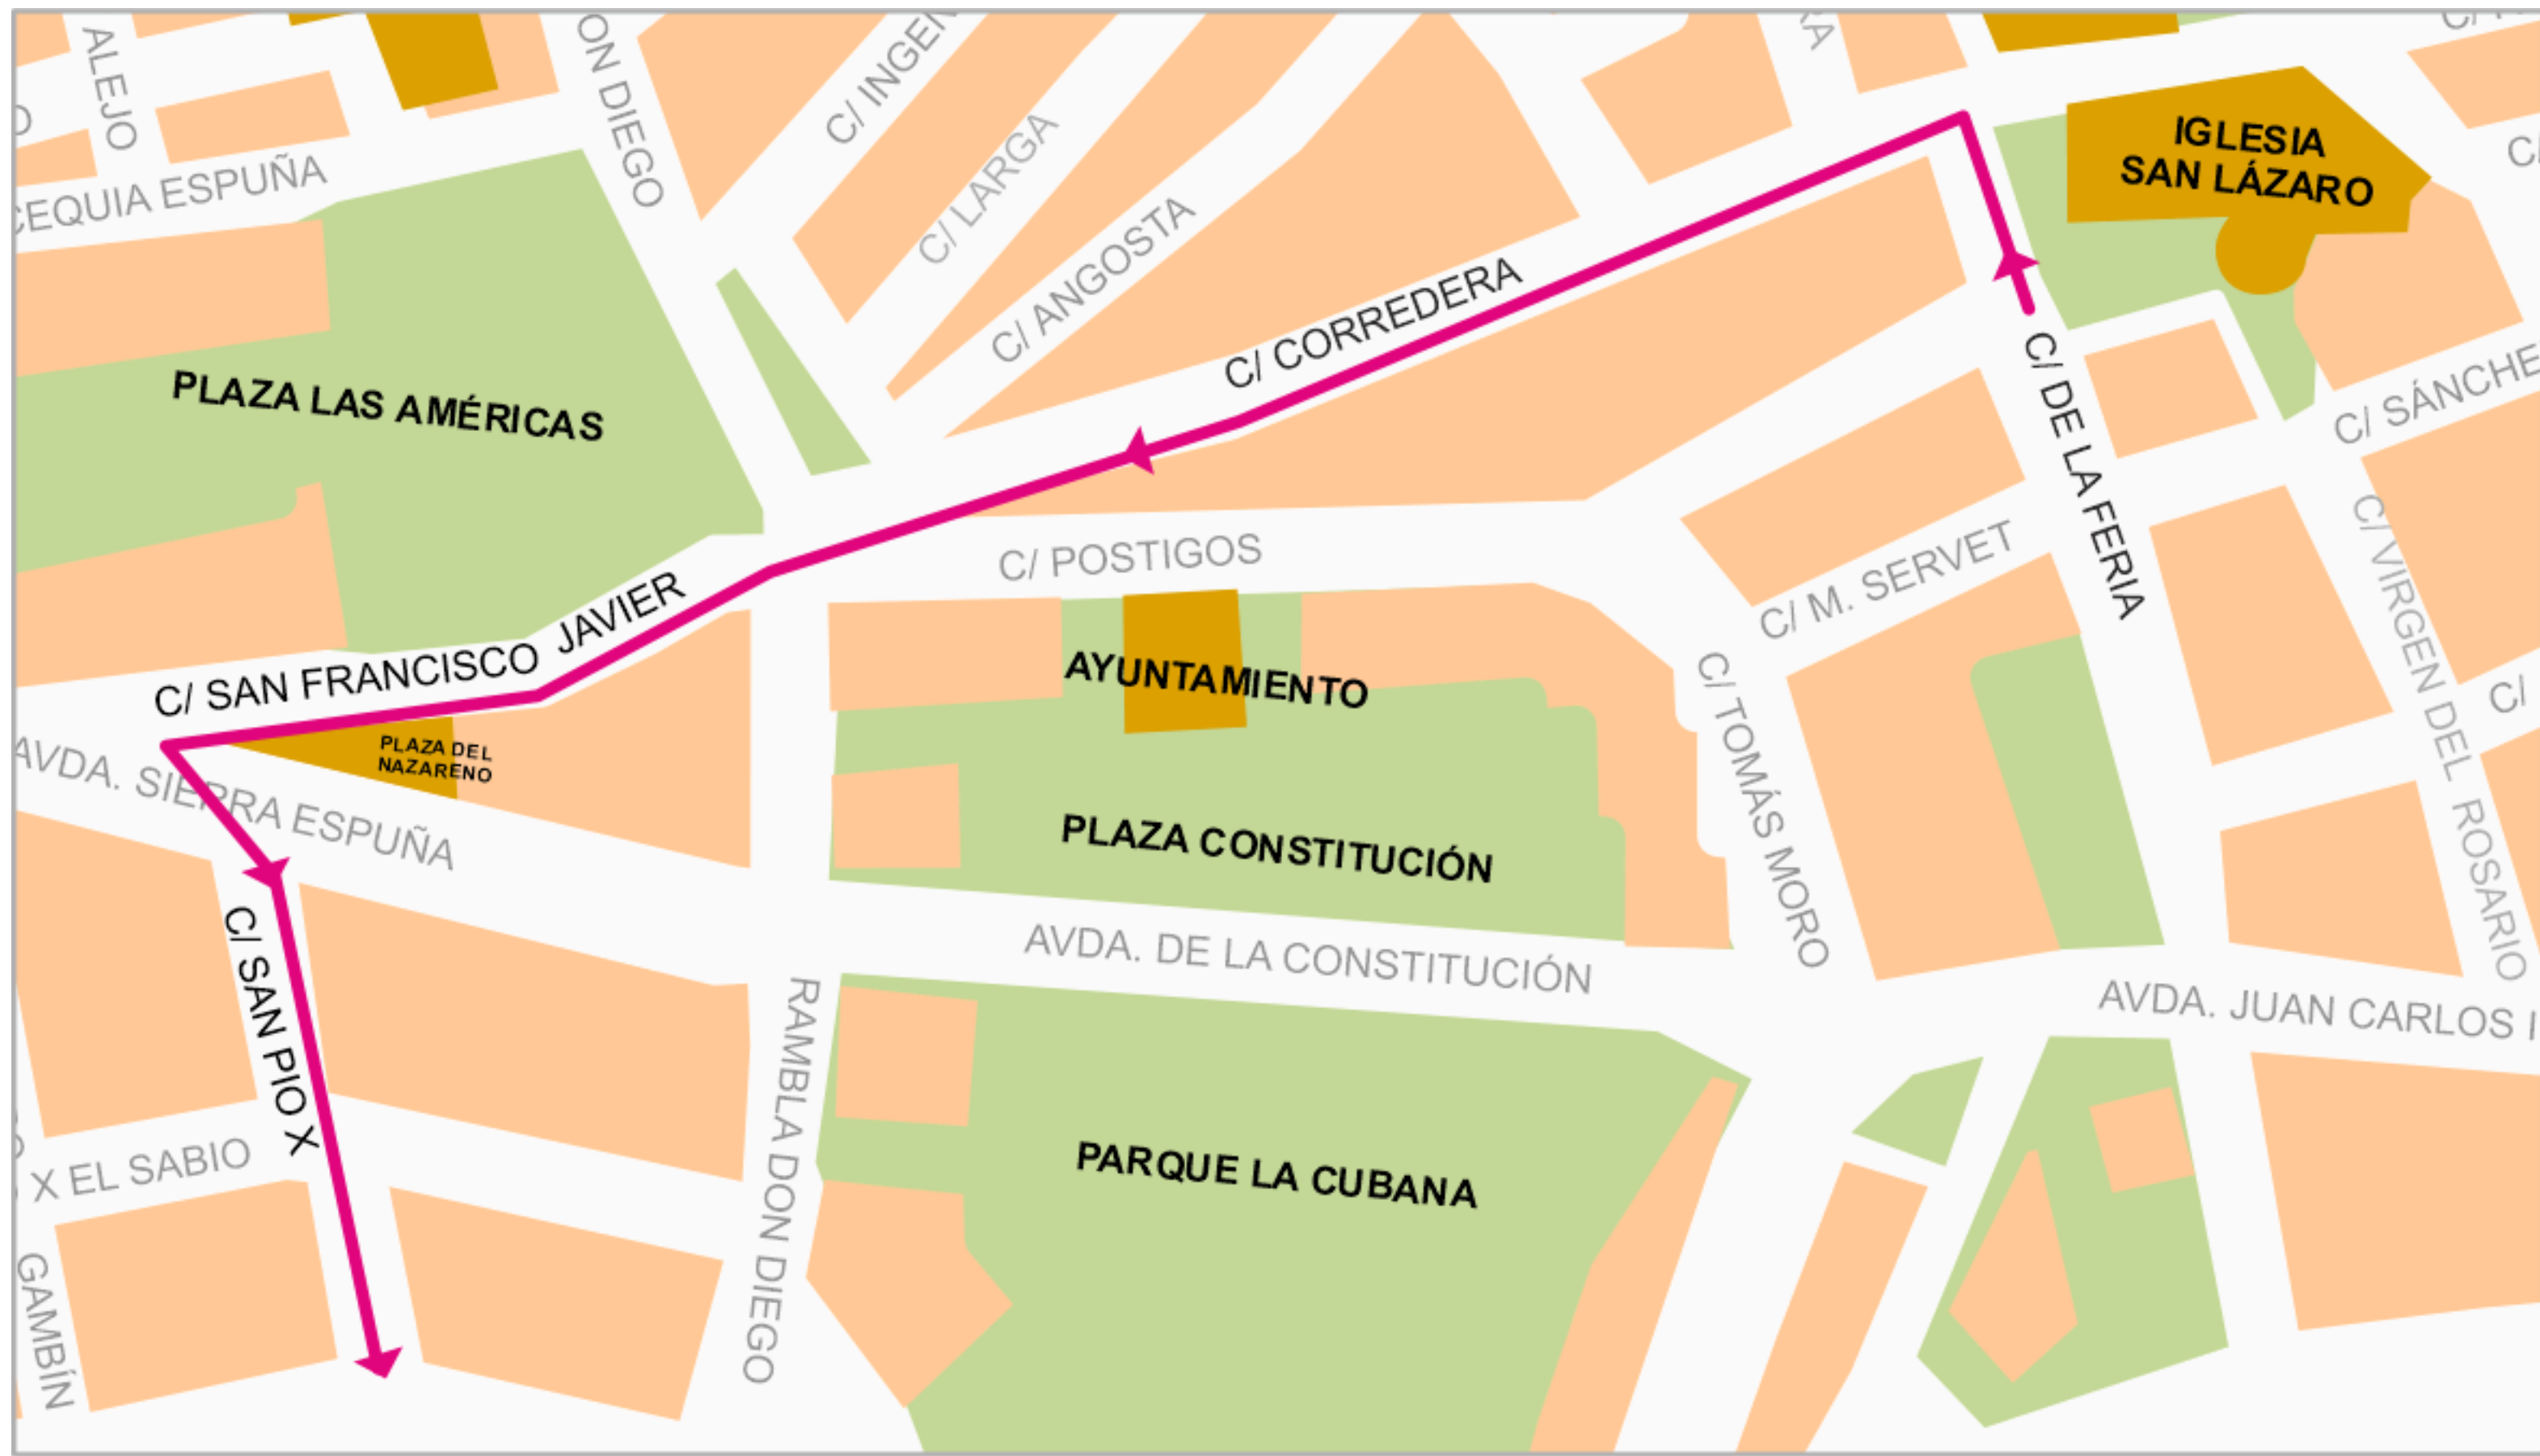 ALEJO
ON DIEGO
C/ INGEN
C/ LARGA
C/ ANGOSTA
RA
C/
IGLESIA
SAN LÁZARO
CEQUIA ESPUÑA
PLAZA LAS AMÉRICAS
C/ CORREDERA
C/ DE LA FERIA
C/ SÁNCHE
C/ POSTIGOS
C/ M. SERVET
C/ VIRGEN DEL ROSARIO
C/ SAN FRANCISCO JAVIER
AYUNTAMIENTO
C/ TOMÁS MORO
C/
PLAZA DEL
NAZARENO
AVDA. SIERRA ESPUÑA
PLAZA CONSTITUCIÓN
AVDA. DE LA CONSTITUCIÓN
AVDA. JUAN CARLOS I
C/ SAN PIO X
RAMBLA DON DIEGO
X EL SABIO
PARQUE LA CUBANA
GAMBÍN